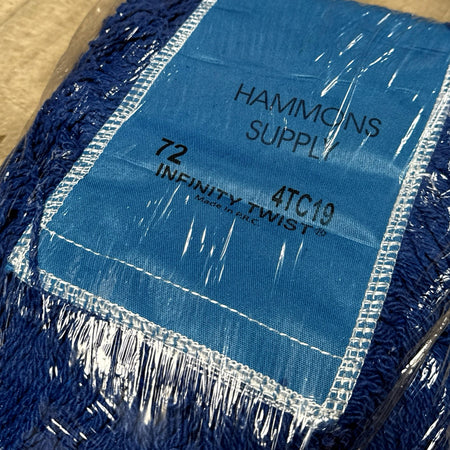 HAMMONS
SUPPLY
72 4TC19
INFINITY TWIST®
Made in P.R.C